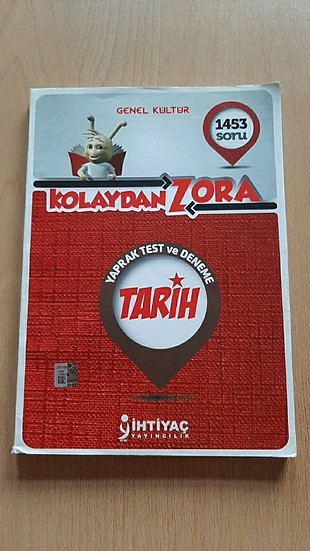 GENEL KÜLTÜR
1453
soru
KOLAYDAN ZORA
YAPRAK TEST ve DENEME
TARİH
İHTİYAÇ
YAYINCILIK